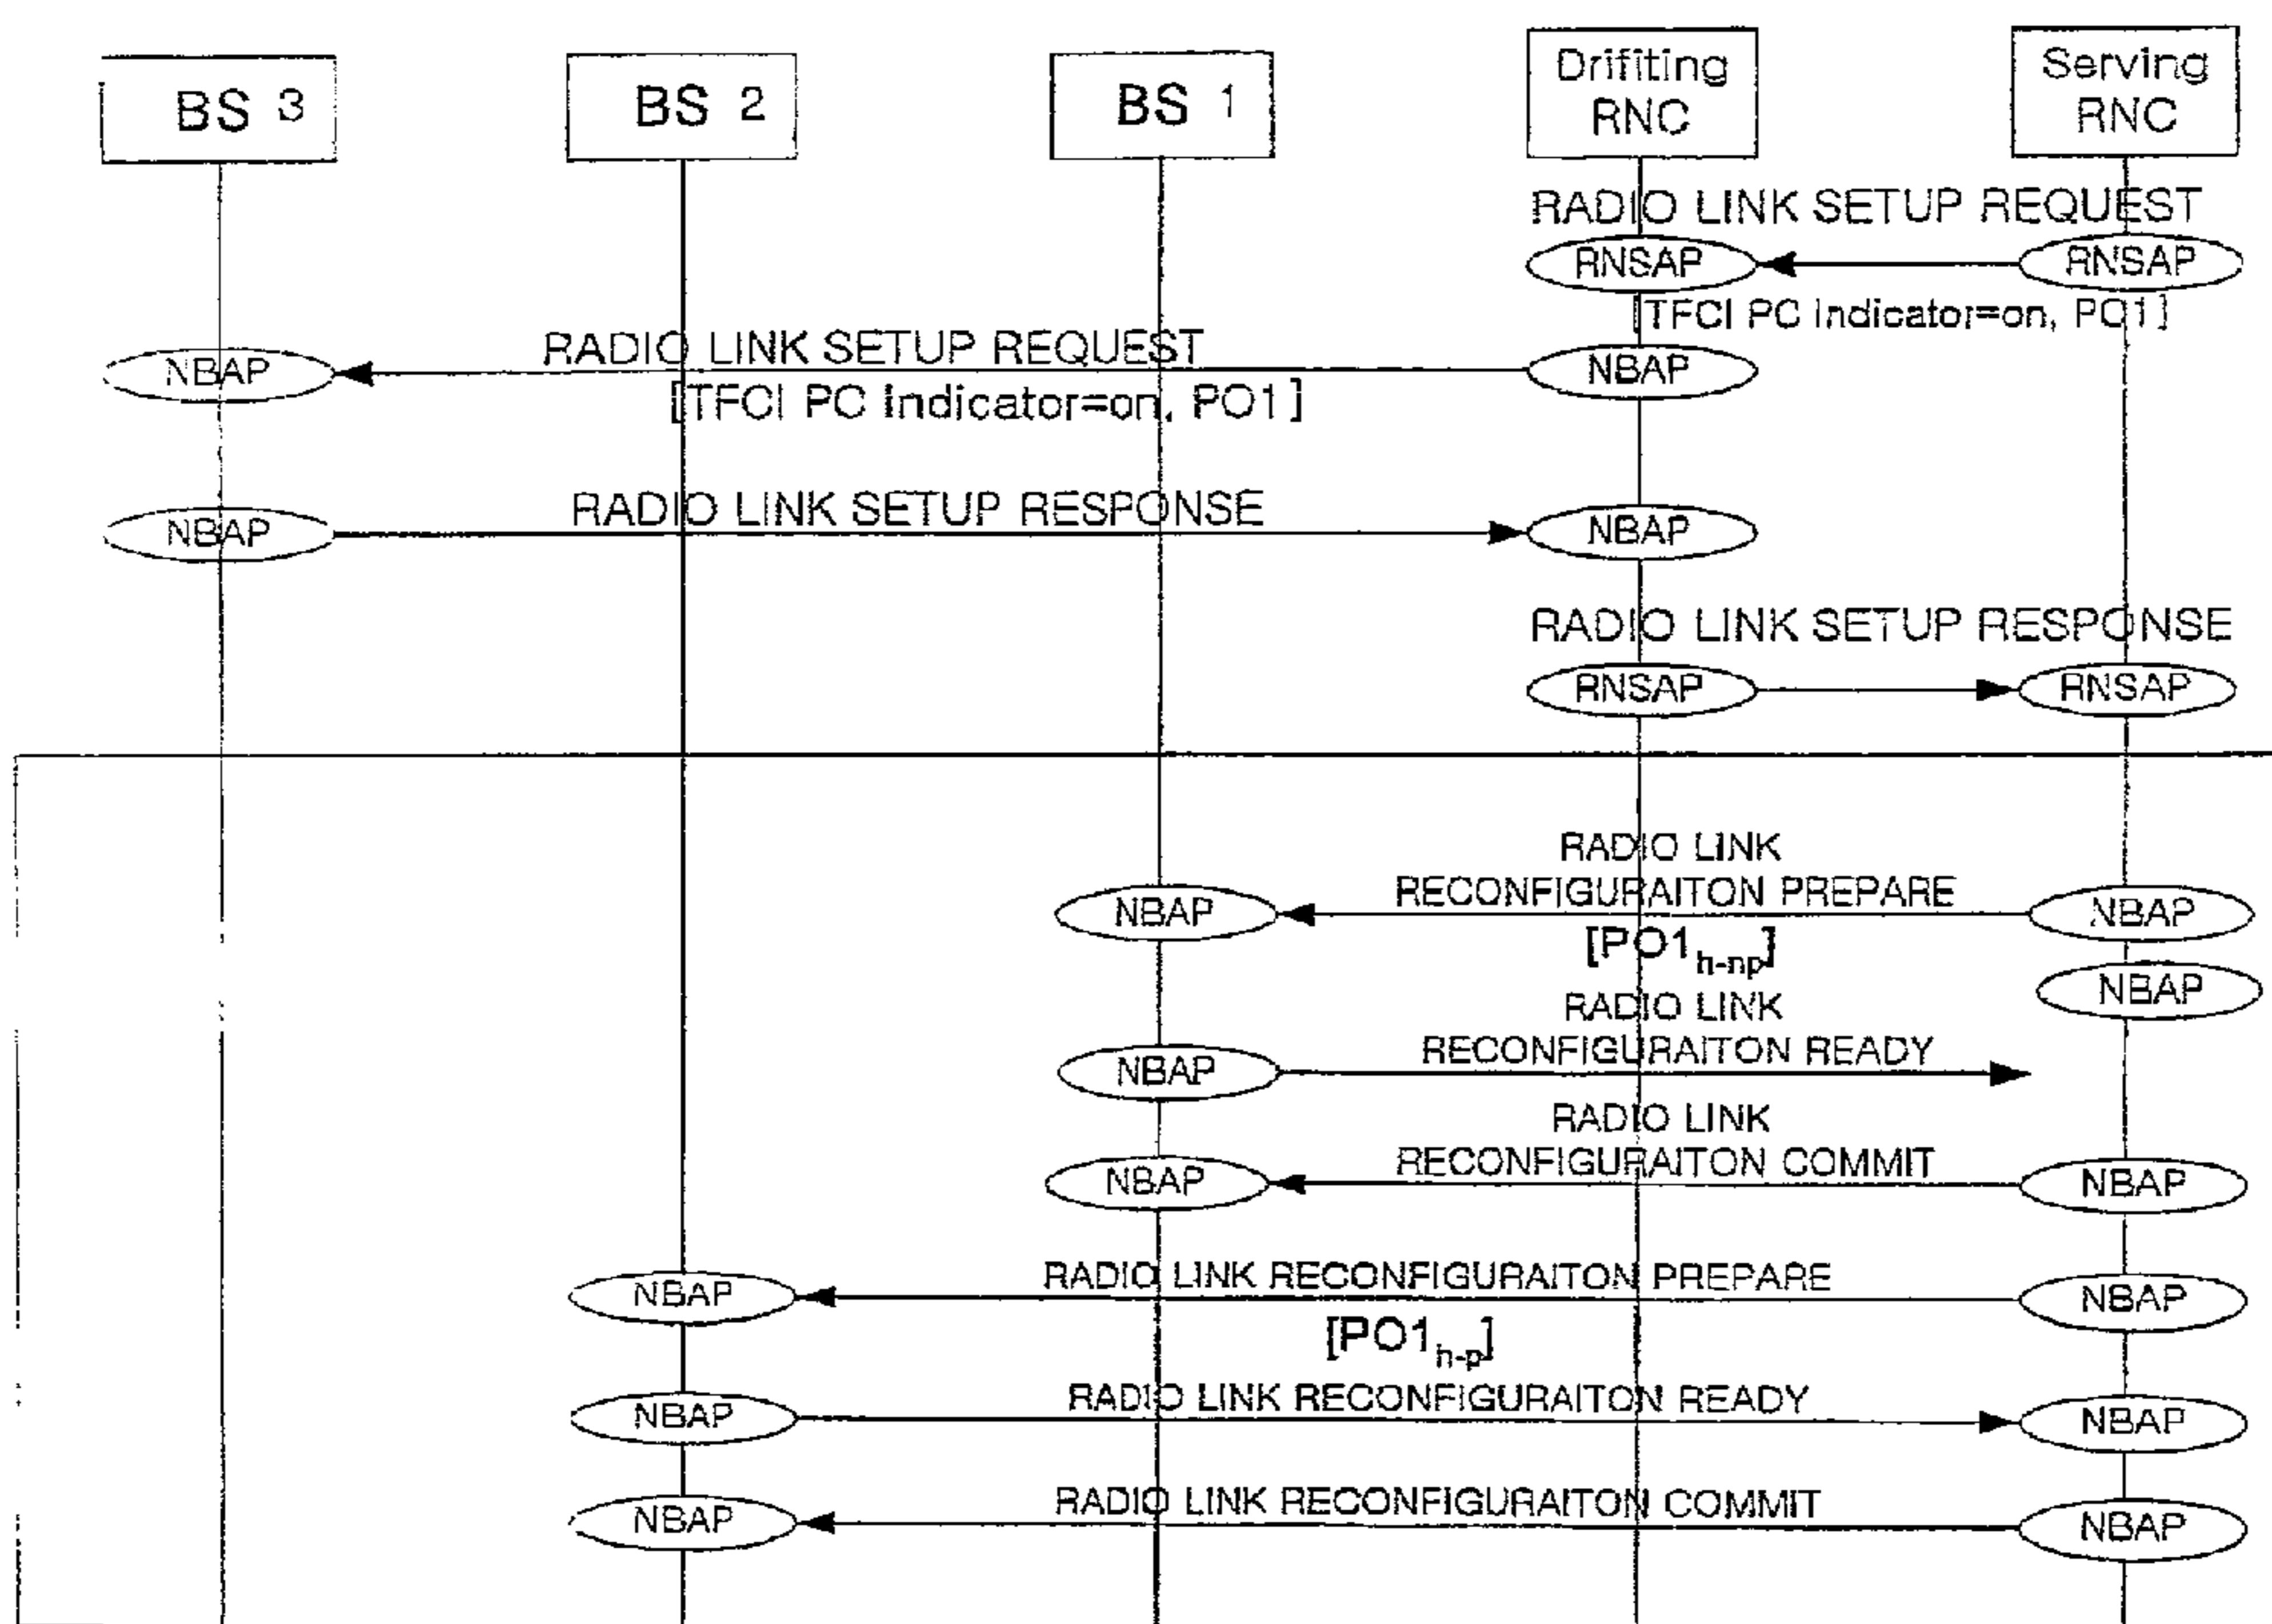 BS 3
BS 2
BS 1
Drifiting
RNC
Serving
RNC
RADIO LINK SETUP REQUEST
RNSAP
RNSAP
[TFCI PC Indicator=on, PO1]
RADIO LINK SETUP REQUEST
NBAP
NBAP
[TFCI PC Indicator=on, PO1]
RADIO LINK SETUP RESPONSE
NBAP
NBAP
RADIO LINK SETUP RESPONSE
RNSAP
RNSAP
RADIO LINK
RECONFIGURAITON PREPARE
NBAP
NBAP
[PO1h-np]
NBAP
RADIO LINK
RECONFIGURAITON READY
NBAP
RADIO LINK
RECONFIGURAITON COMMIT
NBAP
NBAP
RADIO LINK RECONFIGURAITON PREPARE
NBAP
NBAP
[PO1h-p]
RADIO LINK RECONFIGURAITON READY
NBAP
NBAP
RADIO LINK RECONFIGURAITON COMMIT
NBAP
NBAP